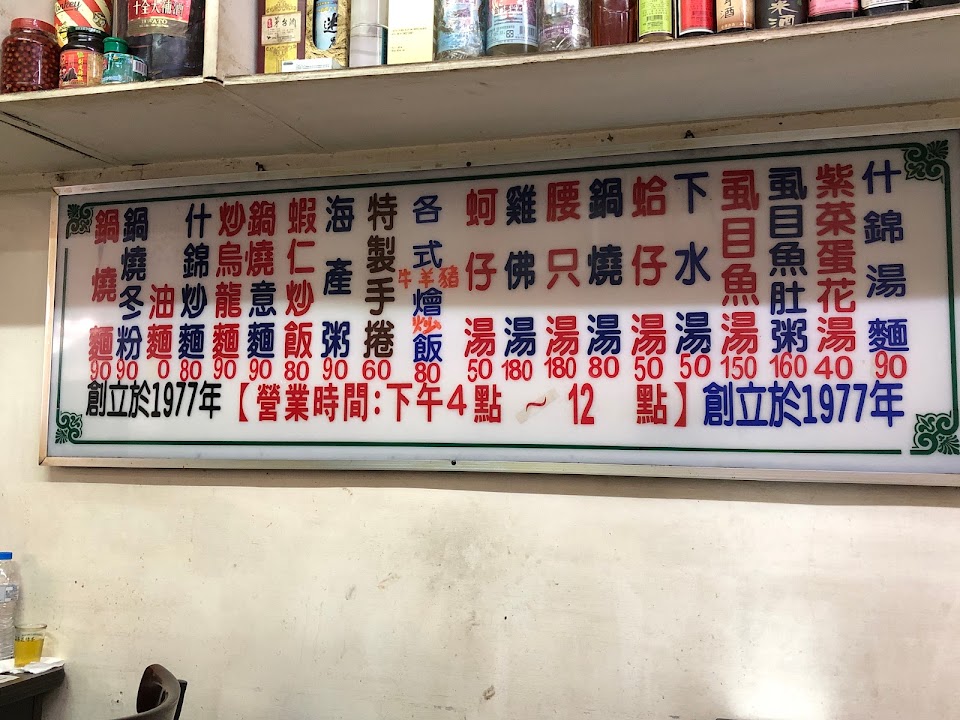 十全
米酒
什錦湯麵 90
紫菜蛋花湯 40
虱目魚肚粥 160
虱目魚湯 150
下水湯 50
蛤仔湯 50
鍋燒湯 80
腰只湯 180
雞佛湯 180
蚵仔湯 50
各式牛羊豬燴炒飯 80
特製手捲 60
海產粥 90
蝦仁炒飯 90
鍋燒意麵 90
炒烏龍麵 90
什錦炒麵 80
油麵 0
鍋燒冬粉 90
鍋燒麵 90
創立於1977年【營業時間:下午4點 ~ 12 點】創立於1977年